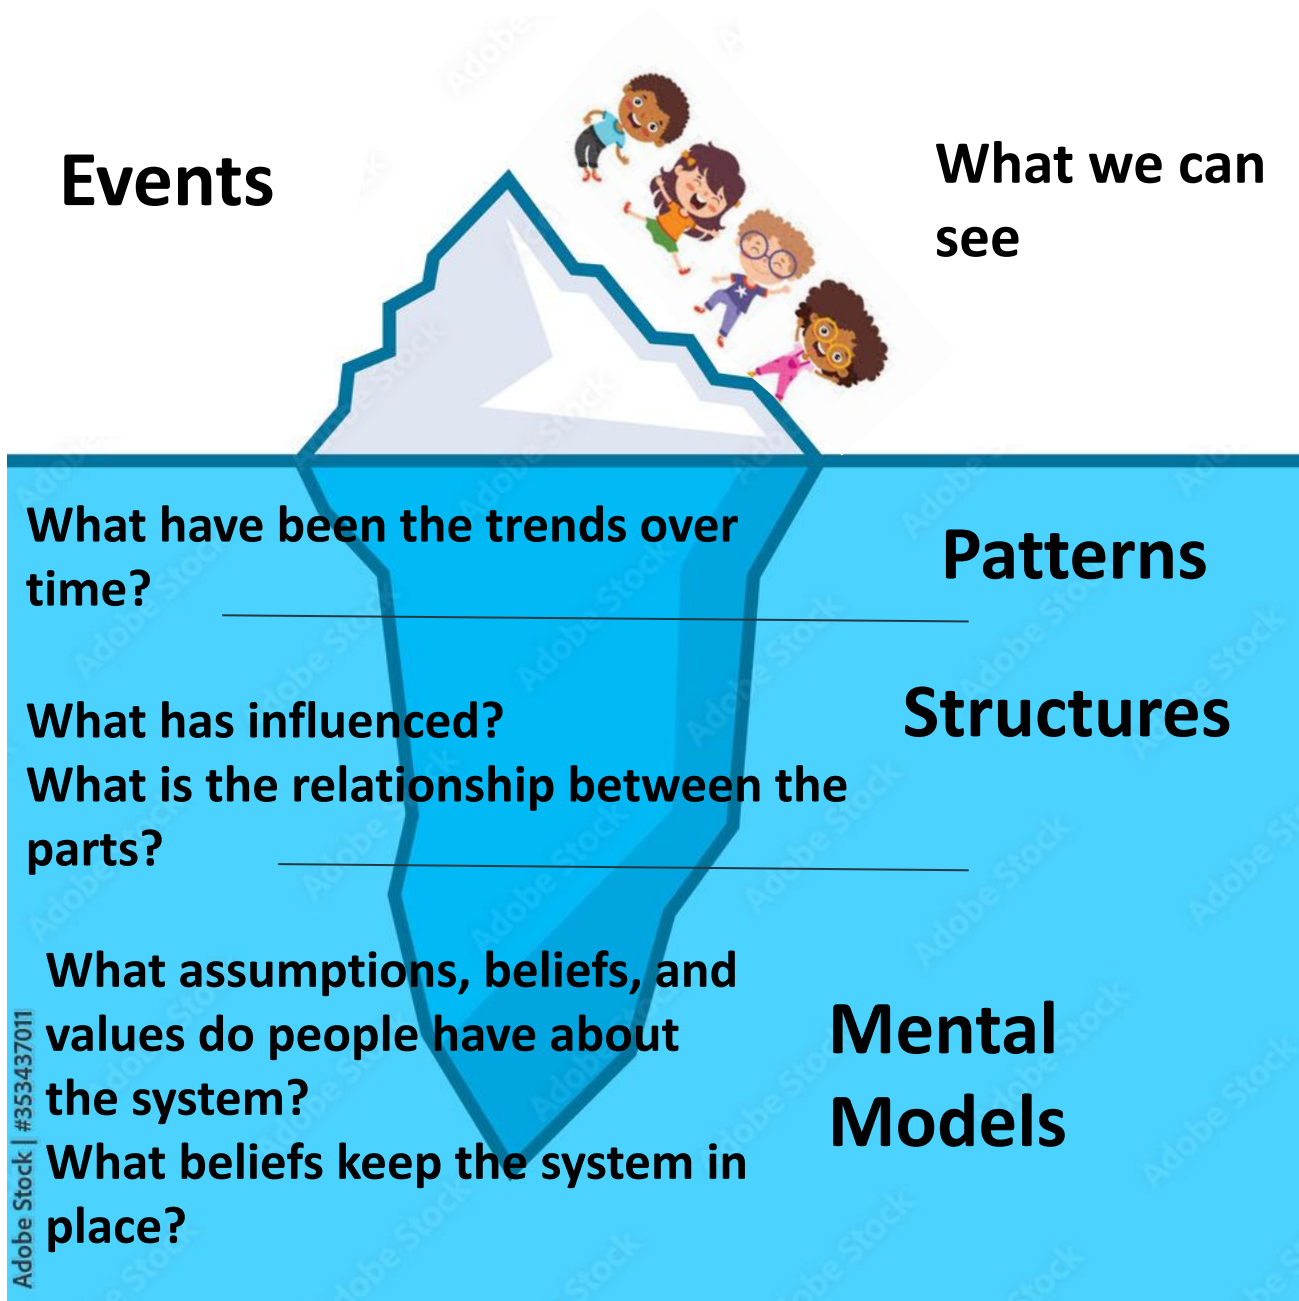 Events
What we can
see
What have been the trends over
time?
Patterns
What has influenced?
What is the relationship between the
parts?
Structures
What assumptions, beliefs, and
values do people have about
the system?
What beliefs keep the system in
place?
Mental
Models
Adobe Stock | #353437011
Adobe Stock